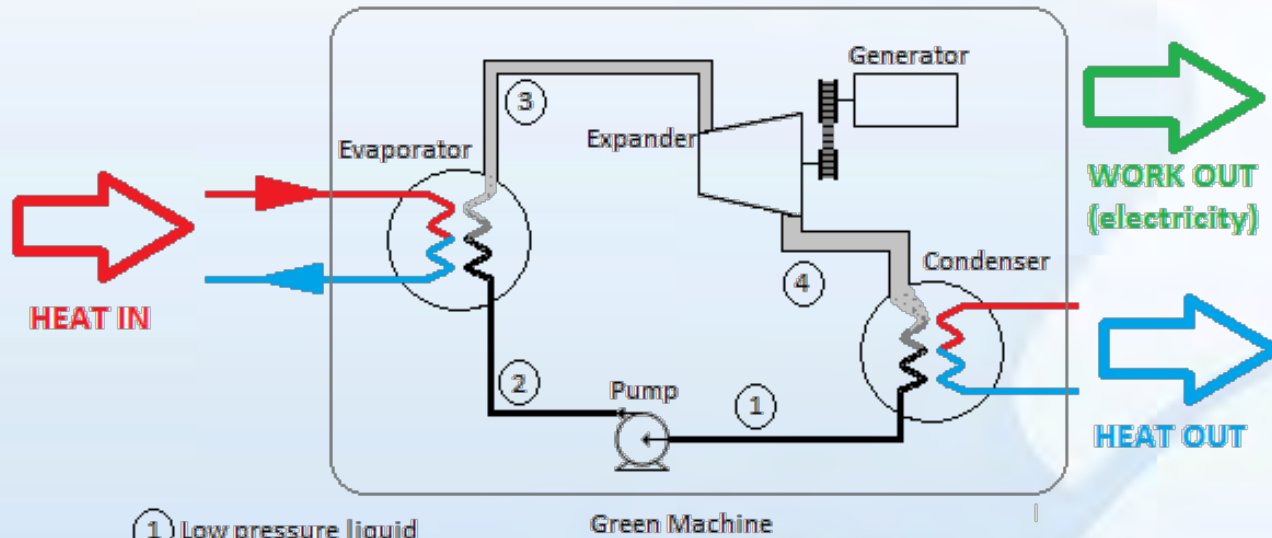 Generator
3
Expander
Evaporator
WORK OUT
(electricity)
Condenser
4
HEAT IN
2
Pump
1
HEAT OUT
1 Low pressure liquid
Green Machine